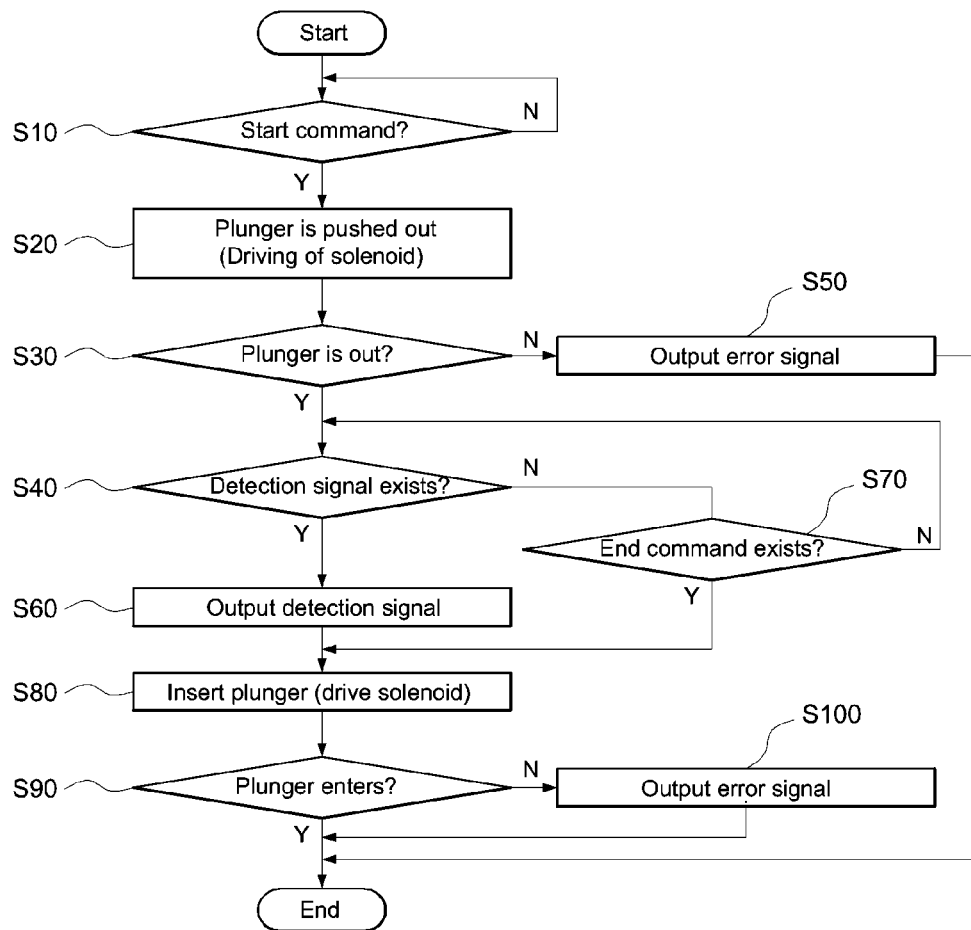 Start
N
S10
Start command?
Y
S20
Plunger is pushed out
(Driving of solenoid)
S50
S30
Plunger is out?
N
Output error signal
Y
S40
Detection signal exists?
N
S70
Y
End command exists?
N
Y
S60
Output detection signal
S80
Insert plunger (drive solenoid)
S100
S90
Plunger enters?
N
Output error signal
Y
End